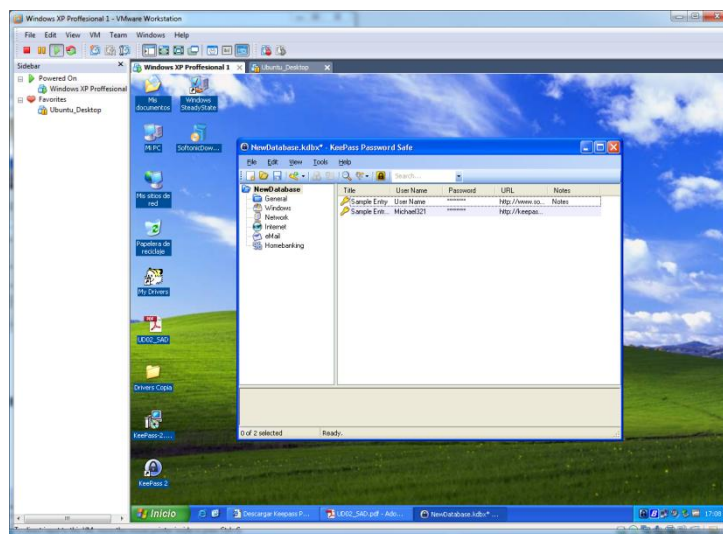 Windows XP Proffesional 1 - VMware Workstation
File Edit View VM Team Windows Help
Sidebar ×
Powered On
Windows XP Proffesional
Favorites
Ubuntu_Desktop
Windows XP Proffesional 1 × Ubuntu_Desktop ×
Mis documentos
Windows SteadyState
Mi PC
SoftonicDow...
Mis sitios de red
Papelera de reciclaje
My Drivers
UD02_SAD
Drivers Copia
KeePass-2....
KeePass 2
NewDatabase.kdbx* - KeePass Password Safe
File Edit View Tools Help
Search...
NewDatabase
General
Windows
Network
Internet
eMail
Homebanking
Title User Name Password URL Notes
Sample Entry User Name ******** http://www.so... Notes
Sample Entr... Michael321 ******** http://keepas...
0 of 2 selected Ready.
Inicio Descargar Keepass P... UD02_SAD.pdf - Ado... NewDatabase.kdbx* ... 17:08